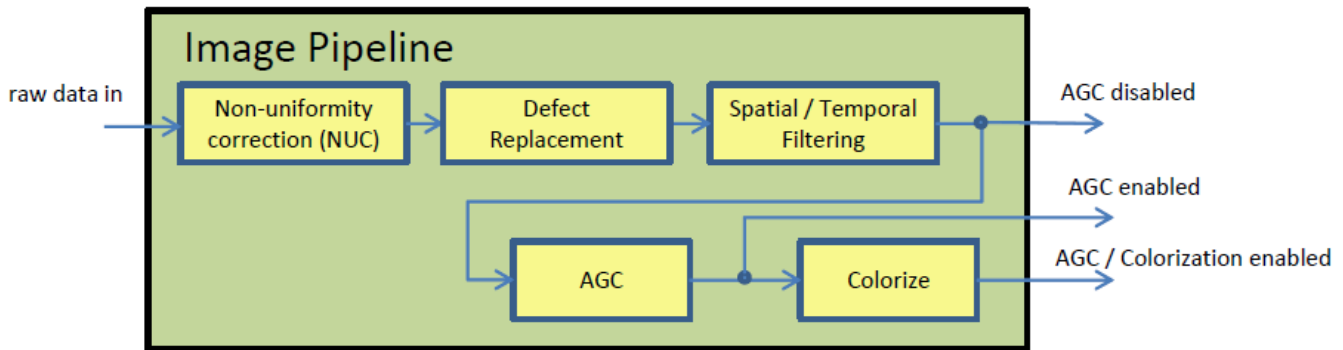 Image Pipeline
raw data in
Non-uniformity
correction (NUC)
Defect
Replacement
Spatial / Temporal
Filtering
AGC disabled
AGC enabled
AGC
Colorize
AGC / Colorization enabled